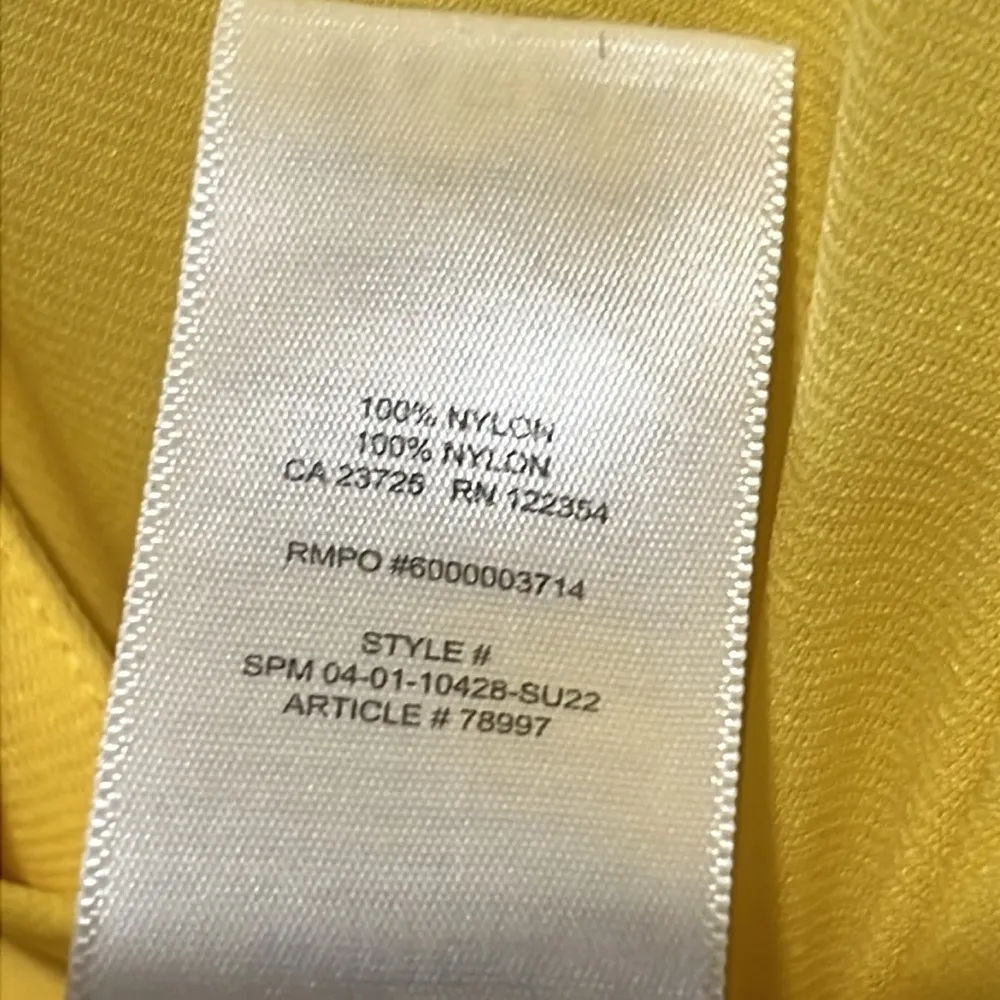 100% NYLON
100% NYLON
CA 23725 RN 122354
RMPO #6000003714
STYLE #
SPM 04-01-10428-SU22
ARTICLE # 78997